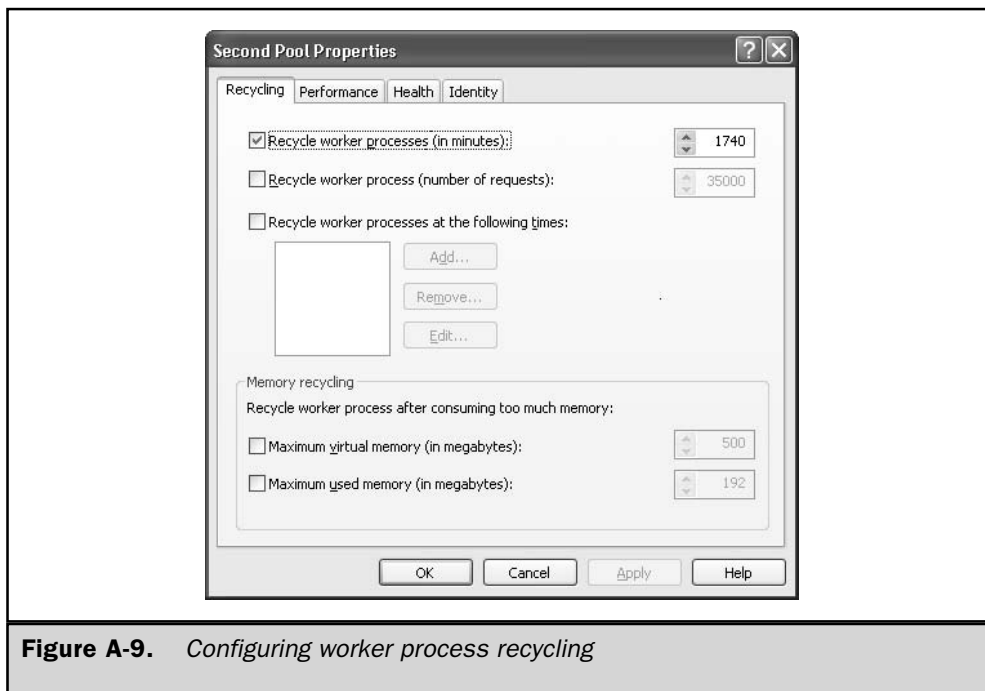 Second Pool Properties
Recycling Performance Health Identity
Recycle worker processes (in minutes): 1740
Recycle worker process (number of requests): 35000
Recycle worker processes at the following times:
Add...
Remove...
Edit...
Memory recycling
Recycle worker process after consuming too much memory:
Maximum virtual memory (in megabytes): 500
Maximum used memory (in megabytes): 192
OK Cancel Apply Help
Figure A-9. Configuring worker process recycling